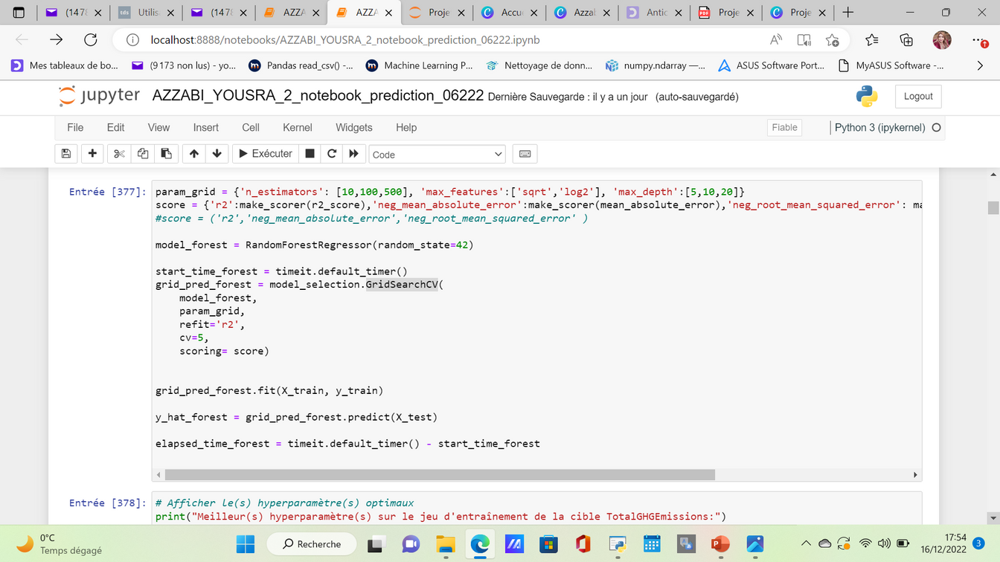 (1478
tds
Utilis
(147
AZZA
AZZA
Proje
Accu
Azzal
Antic
PDF
Proje
Proje
localhost:8888/notebooks/AZZABI_YOUSRA_2_notebook_prediction_06222.ipynb
Mes tableaux de bo...
(9 173 non lus) - yo...
Pandas read_csv() -...
Machine Learning P...
Nettoyage de donn...
numpy.ndarray —...
ASUS Software Port...
MyASUS Software -...
jupyter
AZZABI_YOUSRA_2_notebook_prediction_06222 Dernière Sauvegarde : il y a un jour (auto-sauvegardé)
Logout
File Edit View Insert Cell Kernel Widgets Help
Fiable
Python 3 (ipykernel)
Exécuter
Code
Entrée [377]:
param_grid = {'n_estimators': [10,100,500], 'max_features':['sqrt','log2'], 'max_depth':[5,10,20]}
score = {'r2':make_scorer(r2_score),'neg_mean_absolute_error':make_scorer(mean_absolute_error),'neg_root_mean_squared_error': ma
#score = ('r2','neg_mean_absolute_error','neg_root_mean_squared_error' )
model_forest = RandomForestRegressor(random_state=42)
start_time_forest = timeit.default_timer()
grid_pred_forest = model_selection.GridSearchCV(
model_forest,
param_grid,
refit='r2',
cv=5,
scoring= score)
grid_pred_forest.fit(X_train, y_train)
y_hat_forest = grid_pred_forest.predict(X_test)
elapsed_time_forest = timeit.default_timer() - start_time_forest
Entrée [378]:
# Afficher le(s) hyperparamètre(s) optimaux
print("Meilleur(s) hyperparamètre(s) sur le jeu d'entraînement de la cible TotalGHGEmissions:")
0°C
Temps dégagé
Recherche
17:54
16/12/2022
3